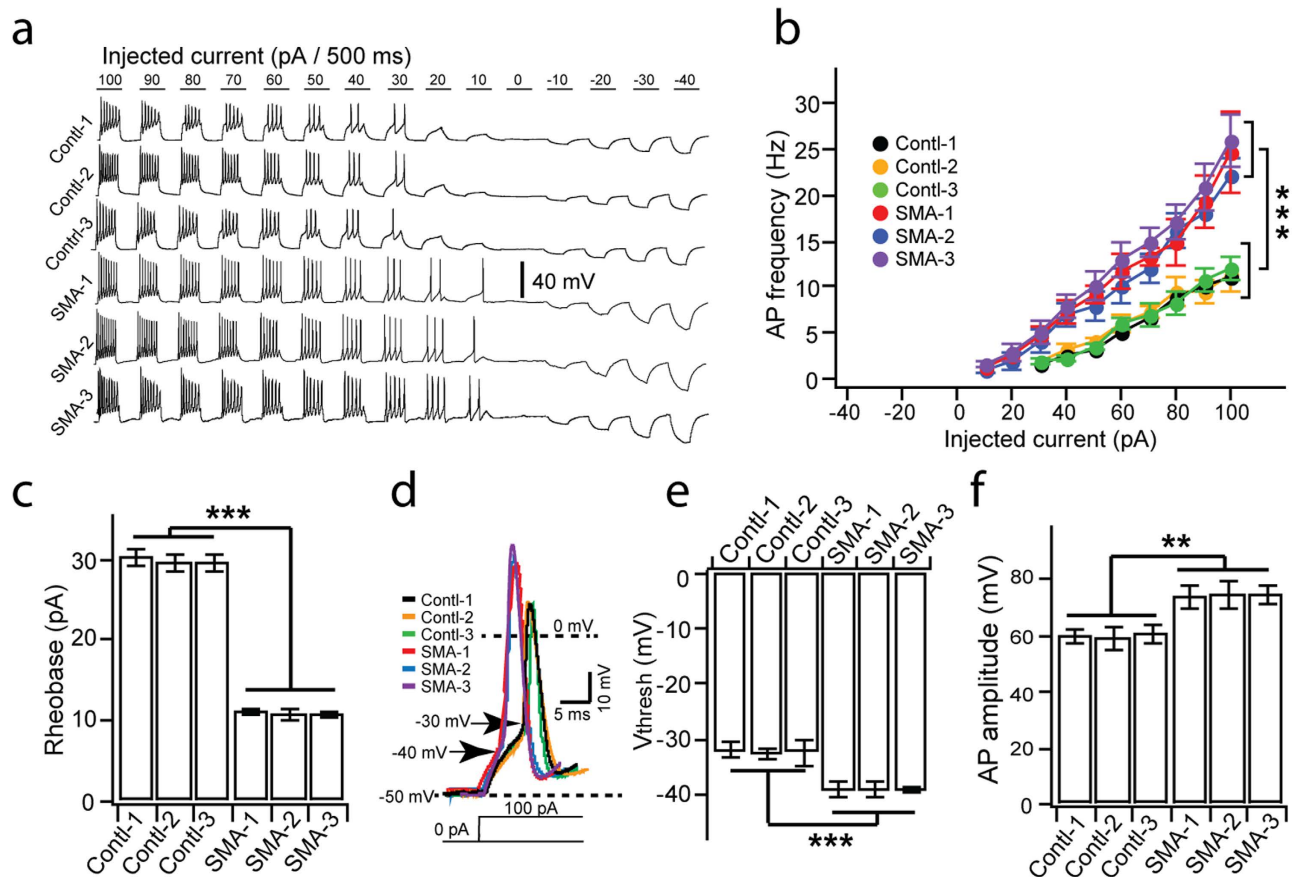 a
Injected current (pA / 500 ms)
100 90 80 70 60 50 40 30 20 10 0 -10 -20 -30 -40
Contl-1
Contl-2
Contrl-3
SMA-1
SMA-2
SMA-3
40 mV
b
AP frequency (Hz)
30
25
20
15
10
5
0
Contl-1
Contl-2
Contl-3
SMA-1
SMA-2
SMA-3
***
-40 -20 0 20 40 60 80 100
Injected current (pA)
c
Rheobase (pA)
30
20
10
0
***
Contl-1 Contl-2 Contl-3 SMA-1 SMA-2 SMA-3
d
Contl-1
Contl-2
Contl-3
SMA-1
SMA-2
SMA-3
0 mV
10 mV
5 ms
-30 mV
-40 mV
-50 mV
100 pA
0 pA
e
Contl-1 Contl-2 Contl-3 SMA-1 SMA-2 SMA-3
Vthresh (mV)
0
-10
-20
-30
-40
***
f
AP amplitude (mV)
80
60
40
20
0
**
Contl-1 Contl-2 Contl-3 SMA-1 SMA-2 SMA-3